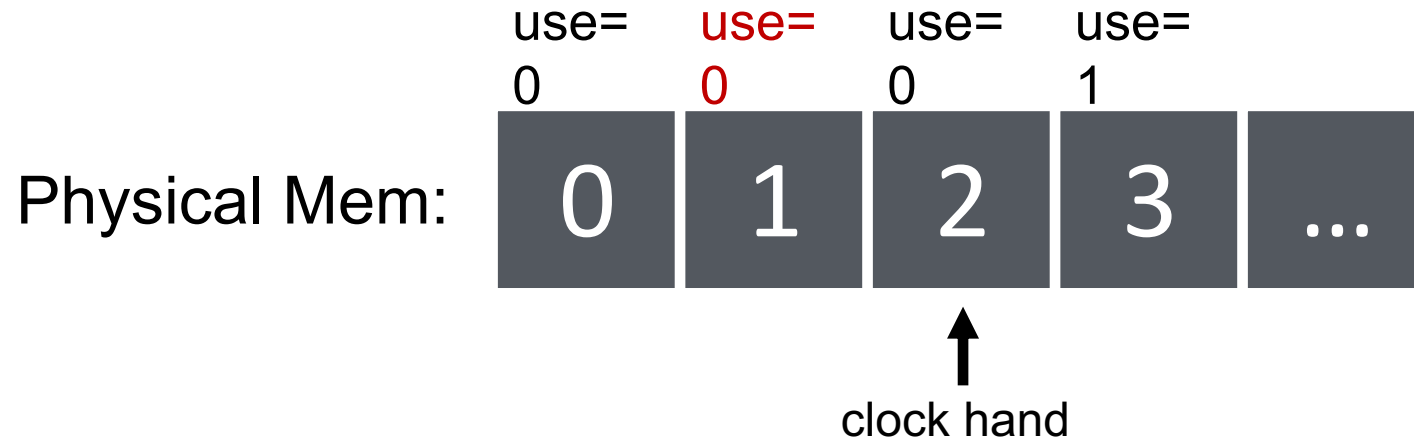 use= use= use= use=
0 0 0 1
Physical Mem: 0 1 2 3 ...
clock hand